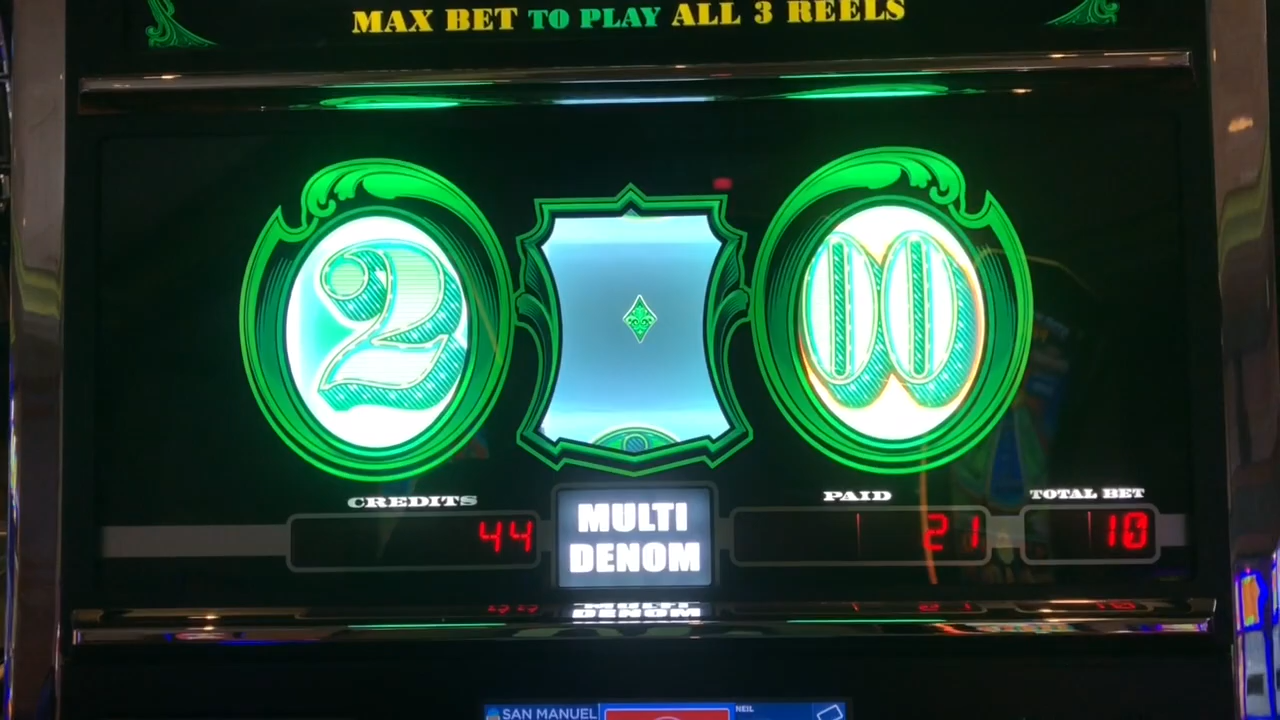 MAX BET TO PLAY ALL 3 REELS
2 00
CREDITS PAID TOTAL BET
44 MULTI DENOM 21 10
SAN MANUEL NEIL